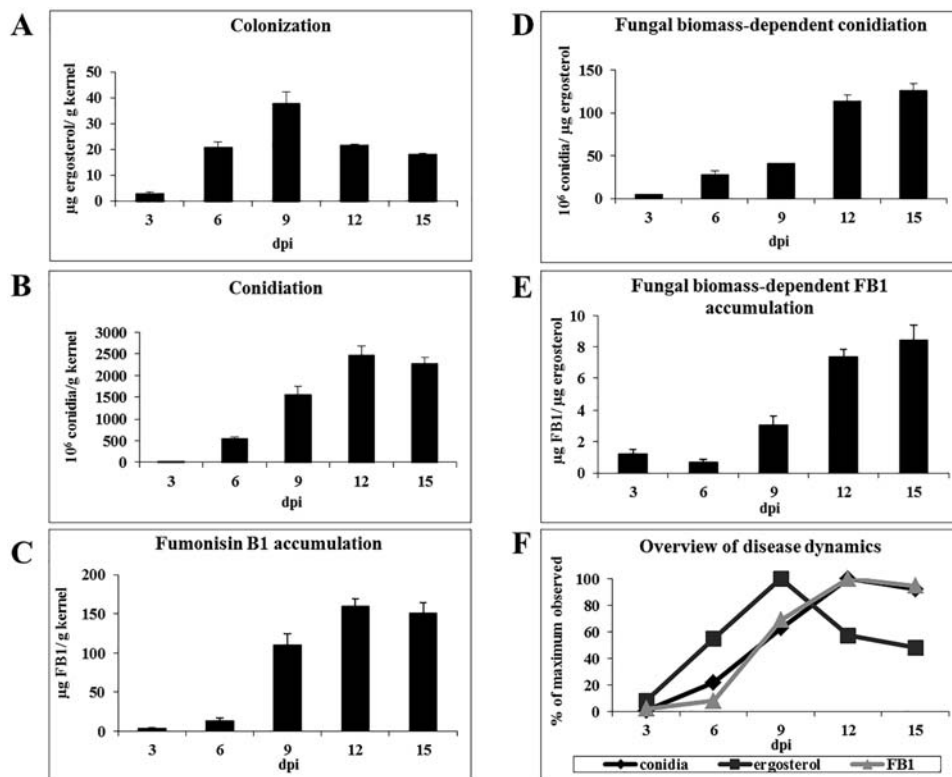 A
Colonization
µg ergosterol/ g kernel
50
40
30
20
10
0
3 6 9 12 15
dpi
B
Conidiation
10⁶ conidia/g kernel
3000
2500
2000
1500
1000
500
0
3 6 9 12 15
dpi
C
Fumonisin B1 accumulation
µg FB1/ g kernel
200
150
100
50
0
3 6 9 12 15
dpi
D
Fungal biomass-dependent conidiation
10⁶ conidia/ µg ergosterol
150
100
50
0
3 6 9 12 15
dpi
E
Fungal biomass-dependent FB1
accumulation
µg FB1/ µg ergosterol
10
8
6
4
2
0
3 6 9 12 15
dpi
F
Overview of disease dynamics
% of maximum observed
100
80
60
40
20
0
3 6 9 12 15
dpi
conidia ergosterol FB1